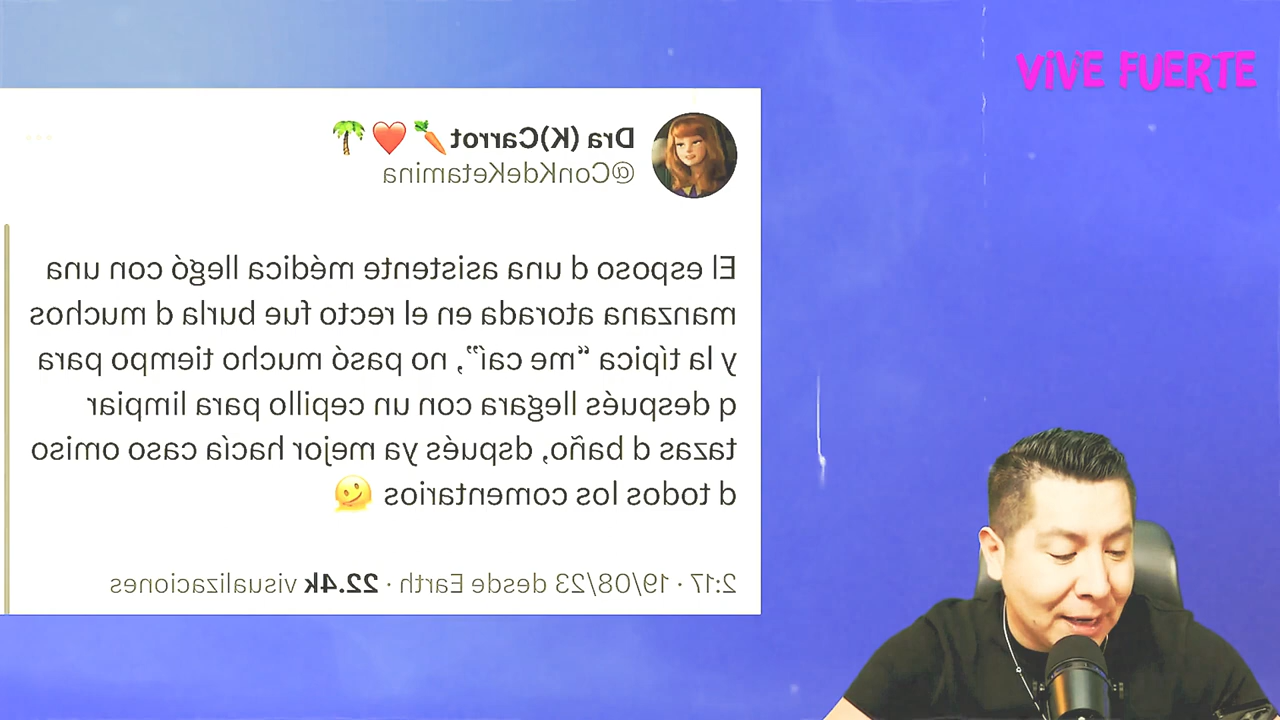 VIVE FUERTE
Dra (K)Carrot🥕❤️🌴
@ConKdeKetamina
El esposo d una asistente médica llegó con una
manzana atorada en el recto fue burla d muchos
y la típica “me caí”, no pasó mucho tiempo para
q después llegara con un cepillo para limpiar
tazas d baño, dspués ya mejor hacía caso omiso
d todos los comentarios 🫠
2:17 · 19/08/23 desde Earth · 22.4k visualizaciones